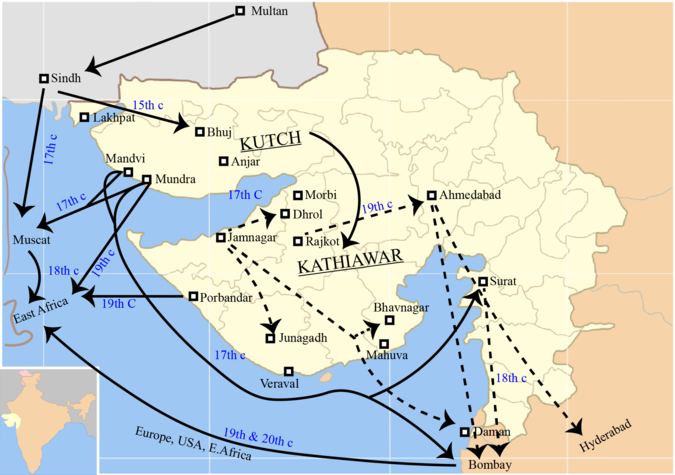 Multan
Sindh
15th c
Lakhpat
Bhuj
KUTCH
17th c
Mandvi
Anjar
Mundra
17th c
17th C
Morbi
19th c
Ahmedabad
Dhrol
Muscat
Jamnagar
Rajkot
KATHIAWAR
18th c
19th c
Surat
East Africa
19th C
Porbandar
Bhavnagar
Junagadh
Mahuva
17th c
Veraval
18th c
19th & 20th c
Europe, USA, E.Africa
Daman
Hyderabad
Bombay